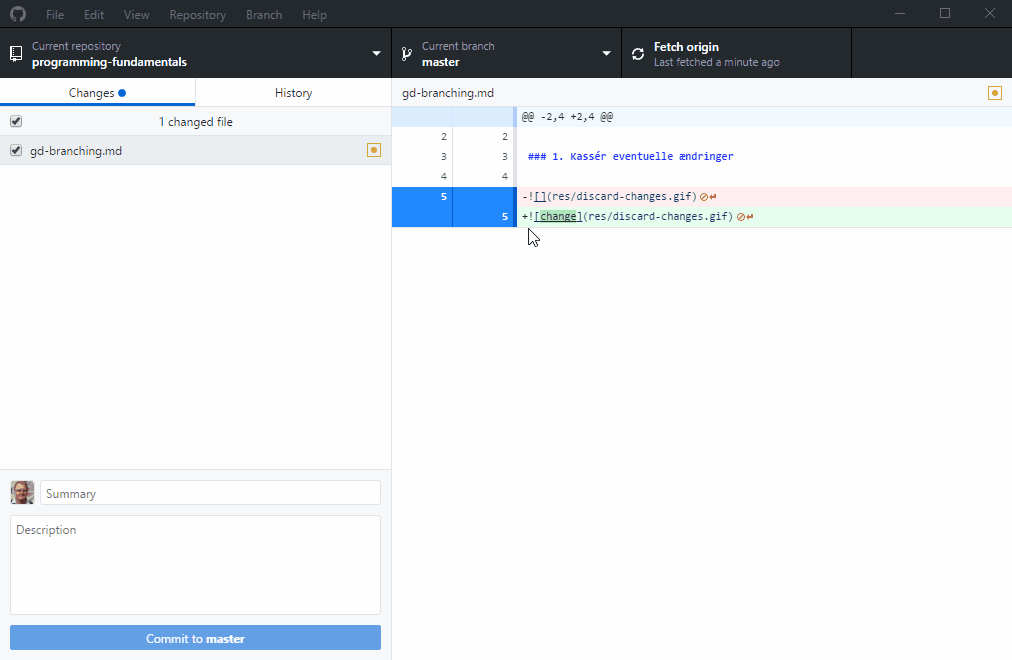 File Edit View Repository Branch Help
Current repository
programming-fundamentals
Current branch
master
Fetch origin
Last fetched a minute ago
Changes
History
1 changed file
gd-branching.md
gd-branching.md
@@ -2,4 +2,4 @@
2 2
3 3 ### 1. Kassér eventuelle ændringer
4 4
5 -![](res/discard-changes.gif)
5 +![change](res/discard-changes.gif)
Summary
Description
Commit to master